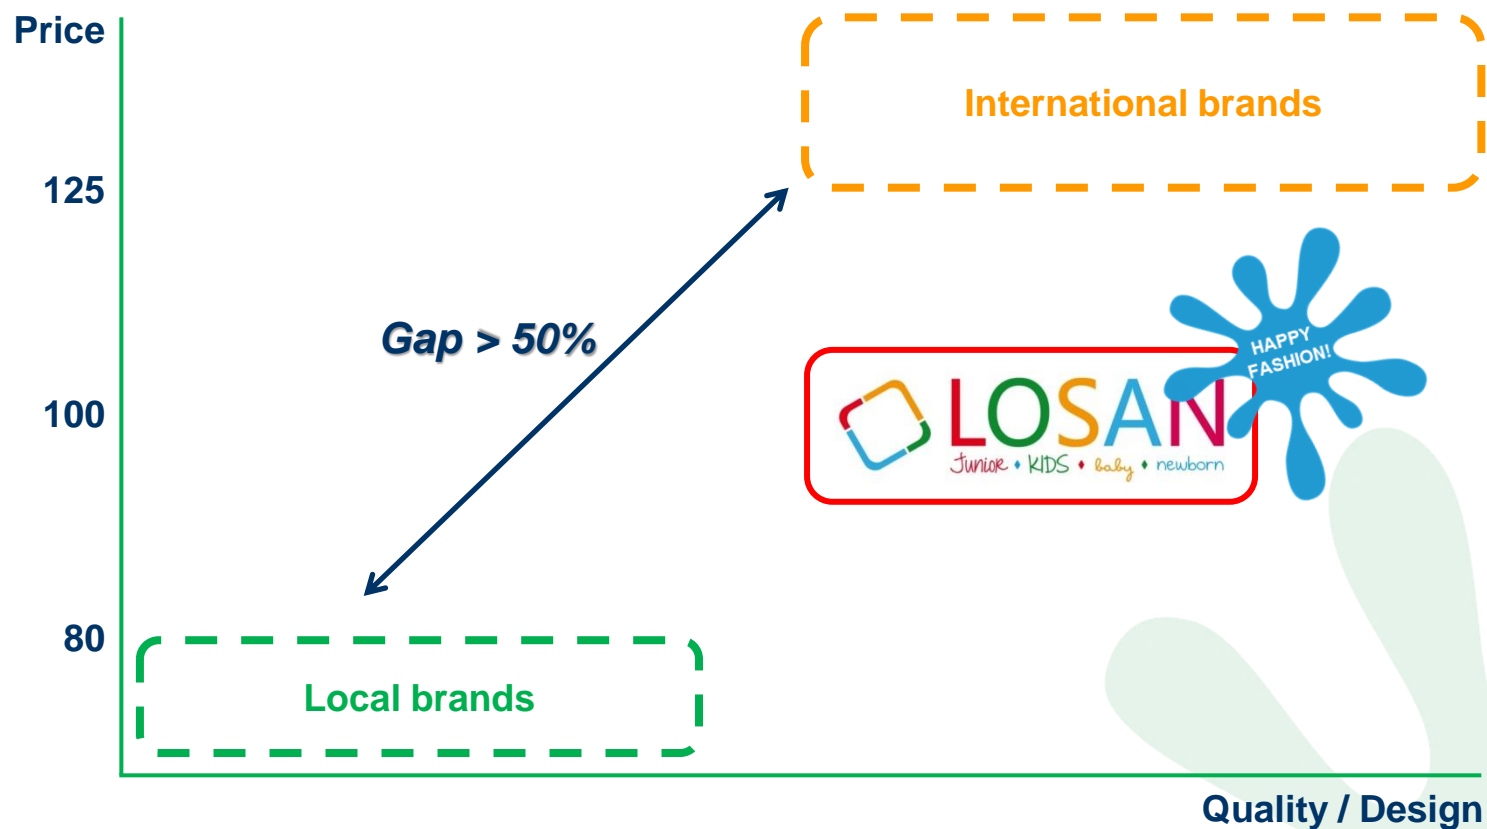 Price
International brands
125
HAPPY
FASHION!
Gap > 50%
100
LOSAN
Junior • KIDS • baby • newborn
80
Local brands
Quality / Design